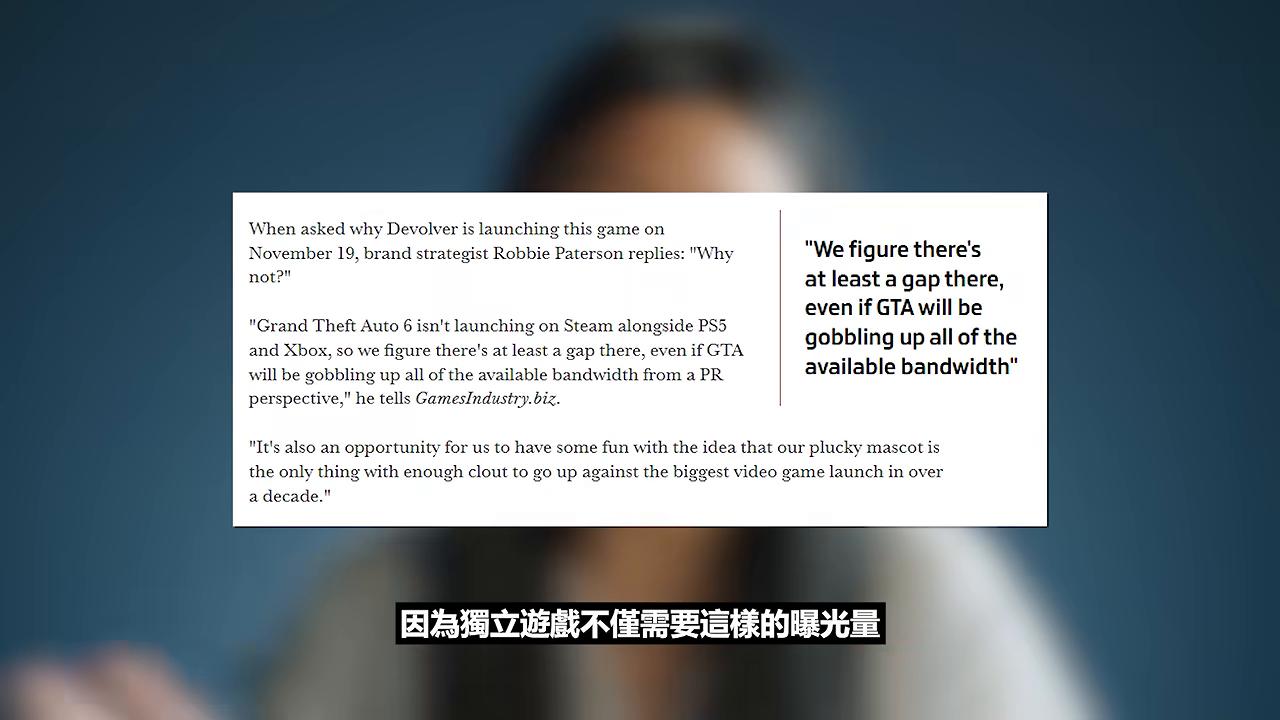 When asked why Devolver is launching this game on
November 19, brand strategist Robbie Paterson replies: "Why
not?"
"Grand Theft Auto 6 isn't launching on Steam alongside PS5
and Xbox, so we figure there's at least a gap there, even if GTA
will be gobbling up all of the available bandwidth from a PR
perspective," he tells GamesIndustry.biz.
"It's also an opportunity for us to have some fun with the idea that our plucky mascot is
the only thing with enough clout to go up against the biggest video game launch in over
a decade."
"We figure there's
at least a gap there,
even if GTA will be
gobbling up all of the
available bandwidth"
因為獨立遊戲不僅需要這樣的曝光量